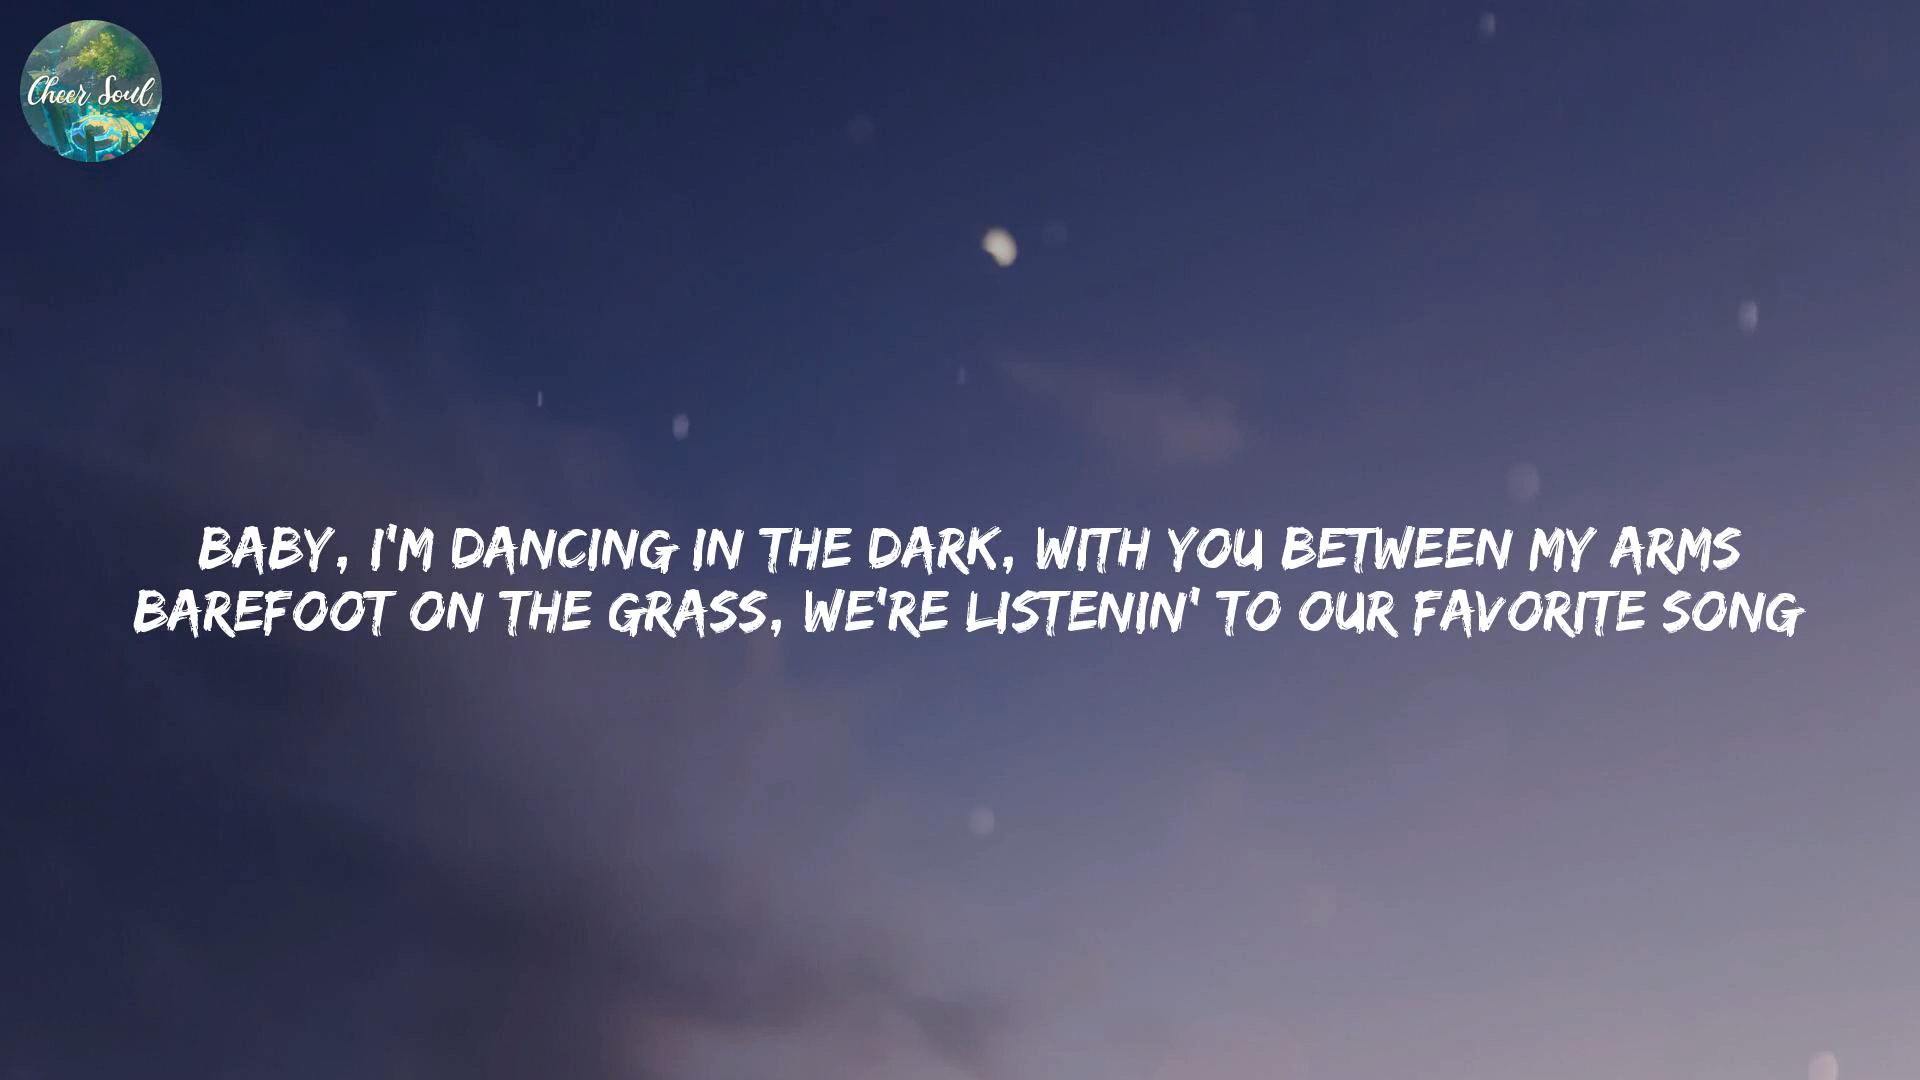 Cheer Soul
BABY, I'M DANCING IN THE DARK, WITH YOU BETWEEN MY ARMS
BAREFOOT ON THE GRASS, WE'RE LISTENIN' TO OUR FAVORITE SONG